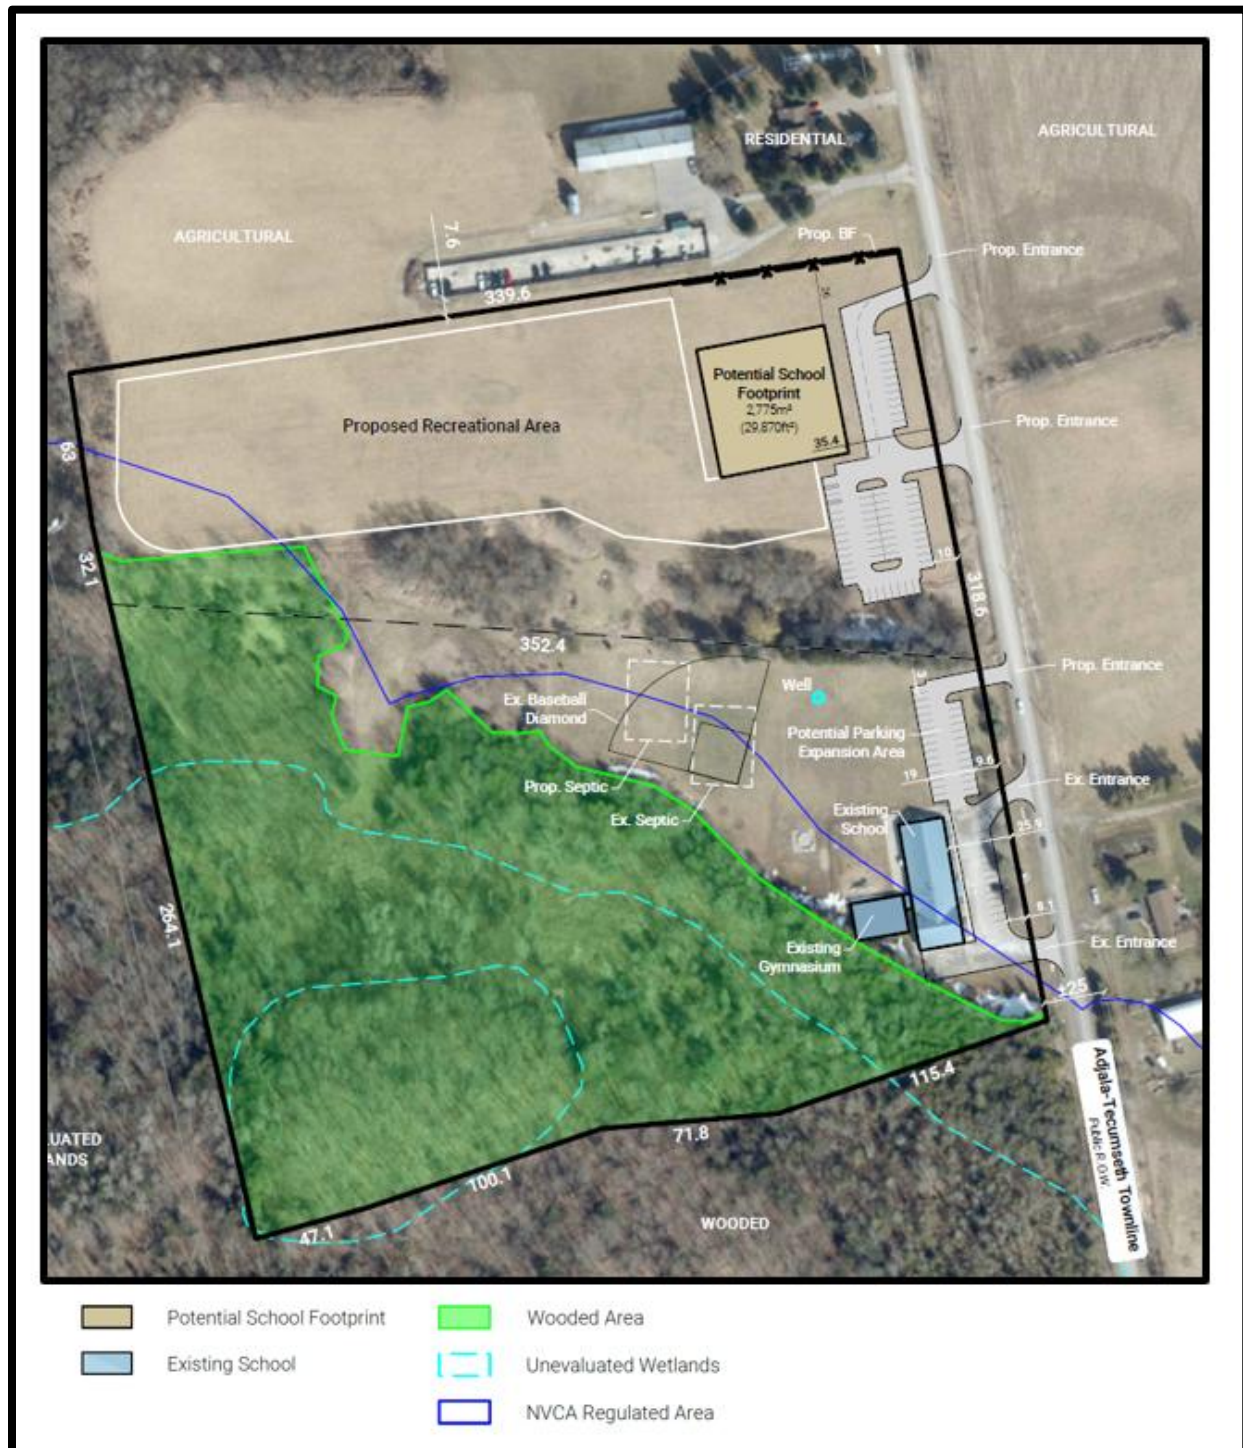 RESIDENTIAL
AGRICULTURAL
AGRICULTURAL
7.6
Prop. BF
Prop. Entrance
339.6
Potential School
Footprint
2,775m²
(29,870ft²)
35.4
Prop. Entrance
Proposed Recreational Area
63
32.1
10
318.6
352.4
Prop. Entrance
Well
Ex. Baseball
Diamond
Potential Parking
Expansion Area
9.6
19
Ex. Entrance
Prop. Septic
Ex. Septic
Existing
School
25.9
8.1
264.1
Existing
Gymnasium
Ex. Entrance
±25
115.4
71.8
100.1
47.1
LUATED
ANDS
WOODED
Adjala-Tecumseth Townline
Public R.O.W.
Potential School Footprint
Wooded Area
Existing School
Unevaluated Wetlands
NVCA Regulated Area